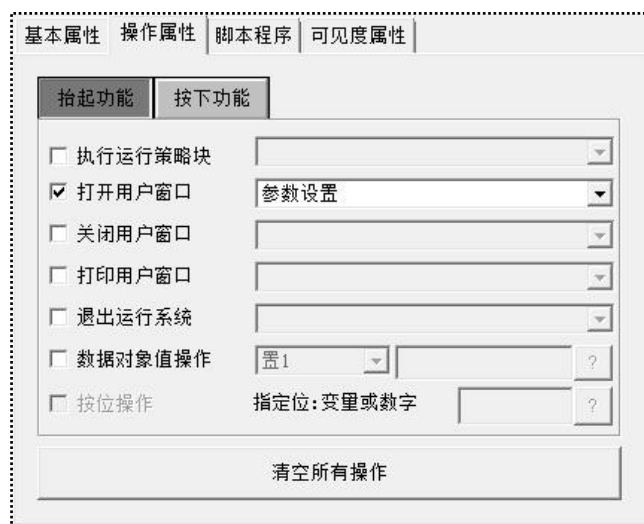 基本属性 操作属性 脚本程序 可见度属性
抬起功能 按下功能
执行运行策略块
打开用户窗口 参数设置
关闭用户窗口
打印用户窗口
退出运行系统
数据对象值操作 置1 ?
按位操作 指定位:变量或数字 ?
清空所有操作